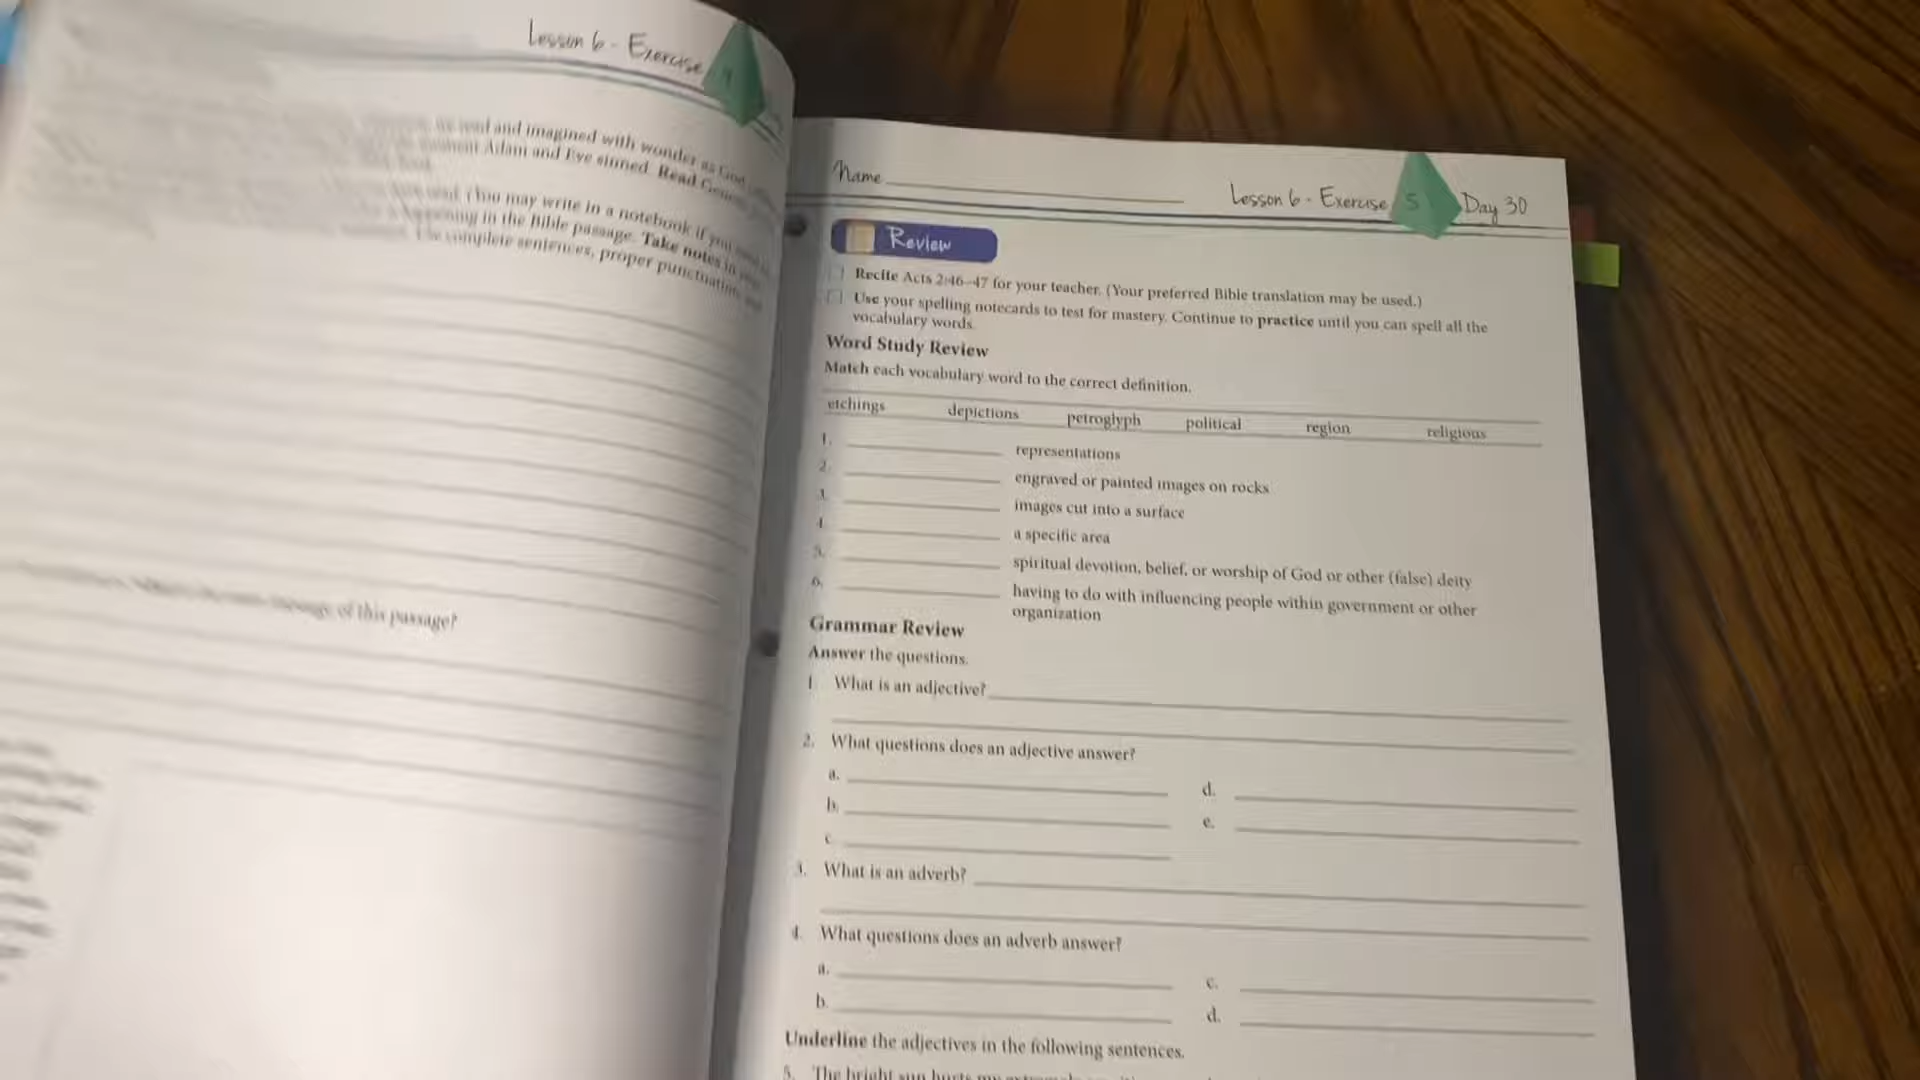 Lesson 6 - Exercise 4
and imagined with wonder as God
Adam and Eve sinned. Read
(You may write in a notebook if you
in the Bible passage. Take notes in
complete sentences, proper punctuation,
of this passage?
Name
Lesson 6 - Exercise 5 Day 30
Review
Recite Acts 2:46–47 for your teacher. (Your preferred Bible translation may be used.)
Use your spelling notecards to test for mastery. Continue to practice until you can spell all the
vocabulary words.
Word Study Review
Match each vocabulary word to the correct definition.
etchings depictions petroglyph political region religious
1. representations
2. engraved or painted images on rocks
3. images cut into a surface
4. a specific area
5. spiritual devotion, belief, or worship of God or other (false) deity
6. having to do with influencing people within government or other
organization
Grammar Review
Answer the questions.
1. What is an adjective?
2. What questions does an adjective answer?
a. d.
b. e.
c.
3. What is an adverb?
4. What questions does an adverb answer?
a. c.
b. d.
Underline the adjectives in the following sentences.
5. The bright sun hurts my